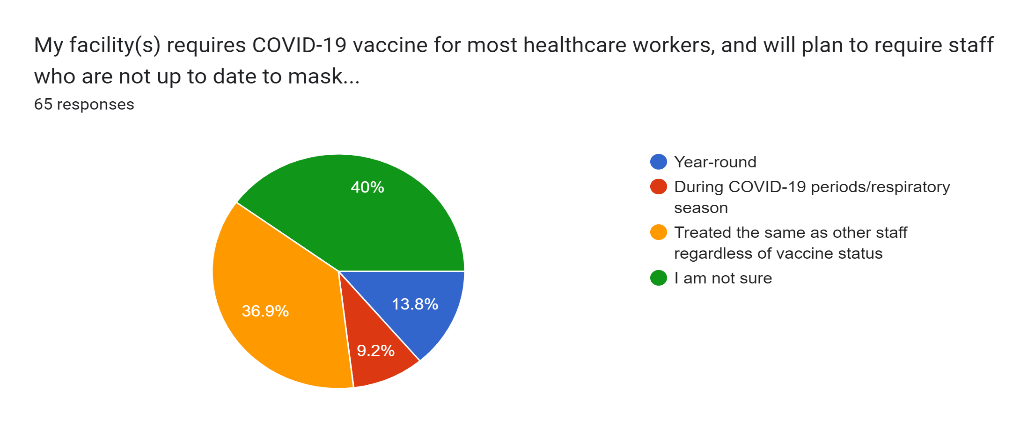 My facility(s) requires COVID-19 vaccine for most healthcare workers, and will plan to require staff
who are not up to date to mask...
65 responses
40%
36.9%
13.8%
9.2%
Year-round
During COVID-19 periods/respiratory
season
Treated the same as other staff
regardless of vaccine status
I am not sure